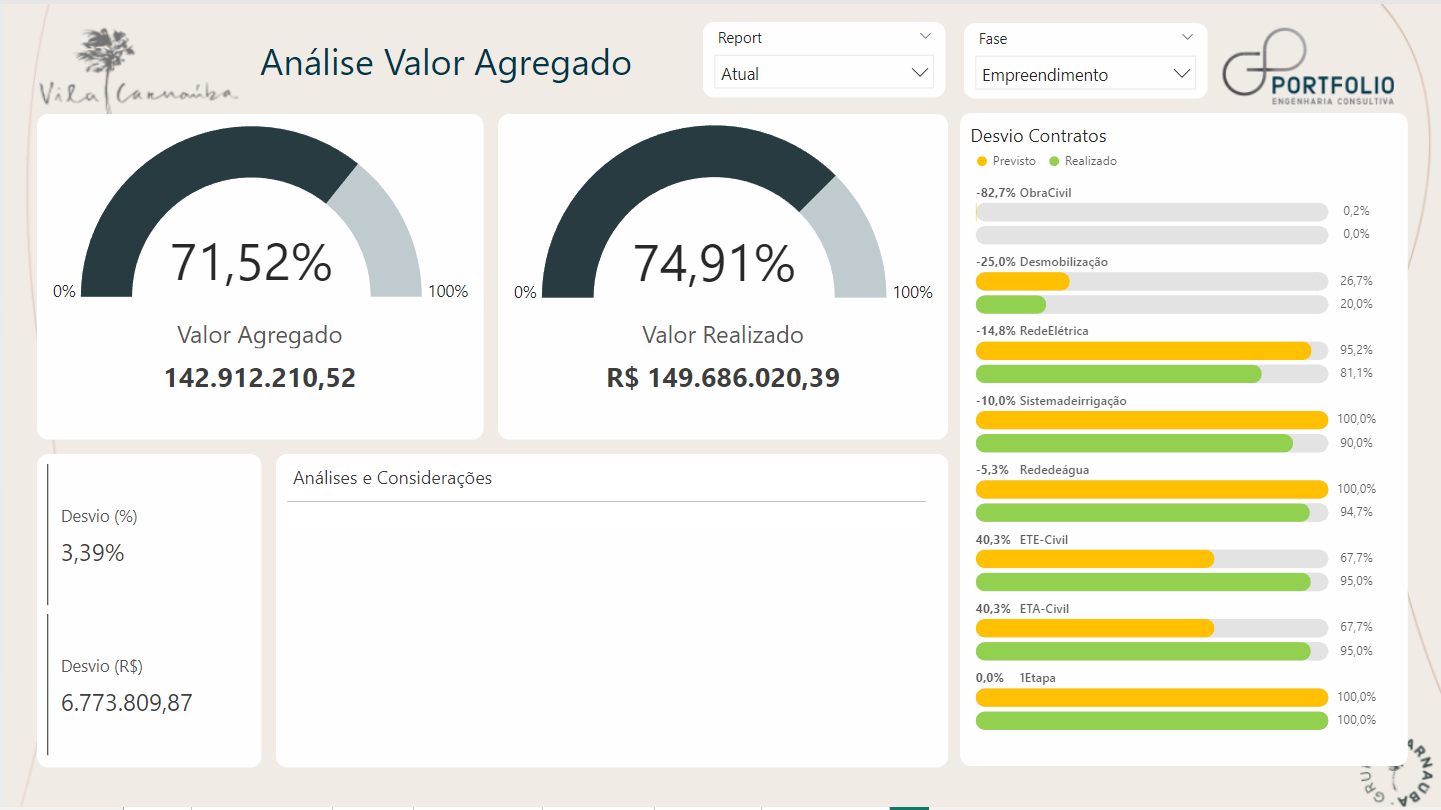 Vila Carnaúba
Análise Valor Agregado
Report
Atual
Fase
Empreendimento
PORTFOLIO
ENGENHARIA CONSULTIVA
71,52%
0%
100%
Valor Agregado
142.912.210,52
74,91%
0%
100%
Valor Realizado
R$ 149.686.020,39
Desvio (%)
3,39%
Desvio (R$)
6.773.809,87
Análises e Considerações
Desvio Contratos
Previsto Realizado
-82,7% ObraCivil
0,2%
0,0%
-25,0% Desmobilização
26,7%
20,0%
-14,8% RedeElétrica
95,2%
81,1%
-10,0% Sistemadeirrigação
100,0%
90,0%
-5,3% Rededeágua
100,0%
94,7%
40,3% ETE-Civil
67,7%
95,0%
40,3% ETA-Civil
67,7%
95,0%
0,0% 1Etapa
100,0%
100,0%